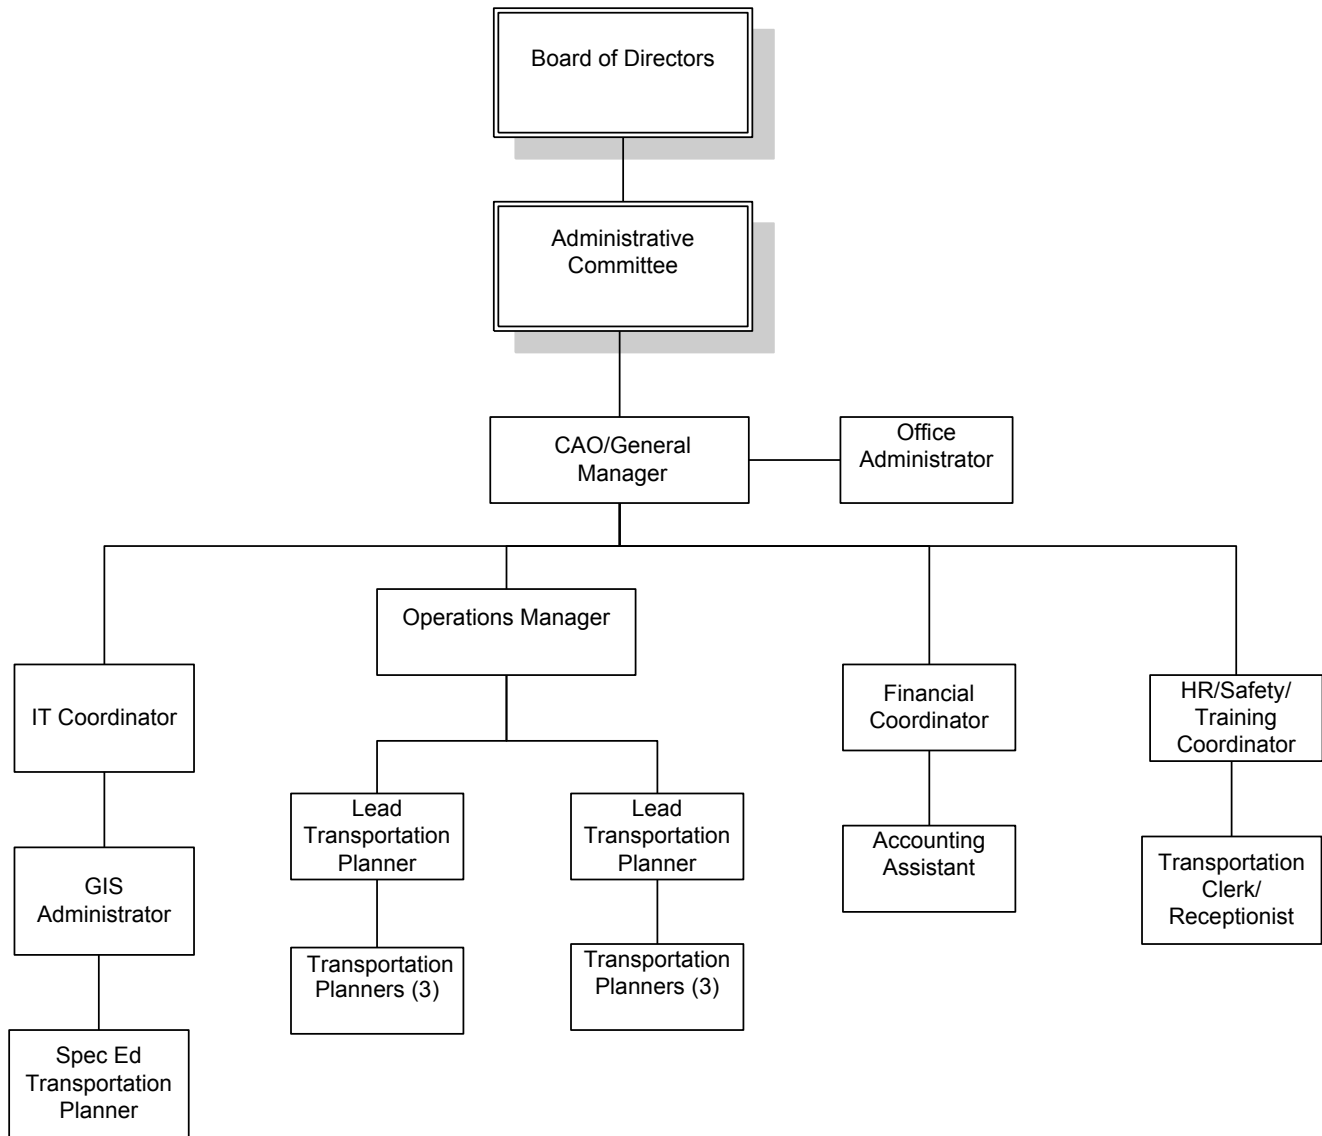 Board of Directors
Administrative
Committee
CAO/General
Manager
Office
Administrator
Operations Manager
IT Coordinator
Financial
Coordinator
HR/Safety/
Training
Coordinator
Lead
Transportation
Planner
Lead
Transportation
Planner
Accounting
Assistant
GIS
Administrator
Transportation
Clerk/
Receptionist
Transportation
Planners (3)
Transportation
Planners (3)
Spec Ed
Transportation
Planner